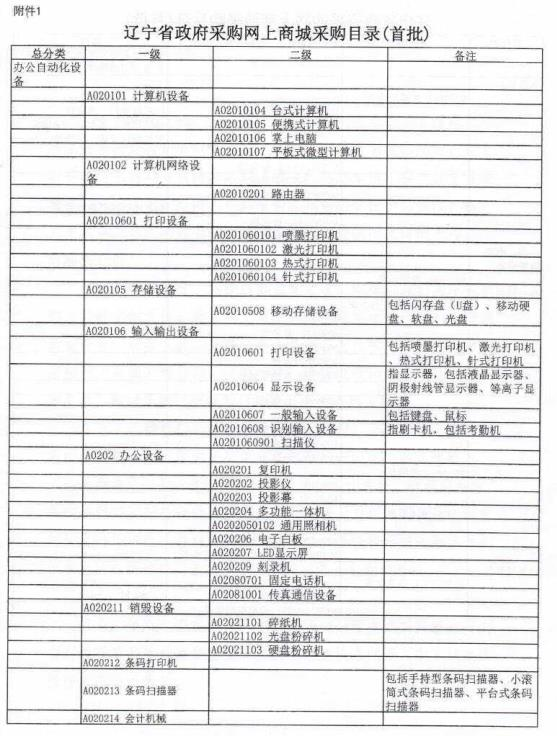 附件1
辽宁省政府采购网上商城采购目录(首批)
总分类 一级 二级 备注
办公自动化设
备
A020101 计算机设备
A02010104 台式计算机
A02010105 便携式计算机
A02010106 掌上电脑
A02010107 平板式微型计算机
A020102 计算机网络设
备
A02010201 路由器
A02010601 打印设备
A0201060101 喷墨打印机
A0201060102 激光打印机
A0201060103 热式打印机
A0201060104 针式打印机
A020105 存储设备
A02010508 移动存储设备 包括闪存盘（U盘）、移动硬
盘、软盘、光盘
A020106 输入输出设备
A02010601 打印设备 包括喷墨打印机、激光打印机
、热式打印机、针式打印机
A02010604 显示设备 指显示器，包括液晶显示器、
阴极射线管显示器、等离子显
示器
A02010607 一般输入设备 包括键盘、鼠标
A02010608 识别输入设备 指刷卡机，包括考勤机
A0201060901 扫描仪
A0202 办公设备
A020201 复印机
A020202 投影仪
A020203 投影幕
A020204 多功能一体机
A0202050102 通用照相机
A020206 电子白板
A020207 LED显示屏
A020209 刻录机
A02080701 固定电话机
A02081001 传真通信设备
A020211 销毁设备
A02021101 碎纸机
A02021102 光盘粉碎机
A02021103 硬盘粉碎机
A020212 条码打印机
A020213 条码扫描器 包括手持型条码扫描器、小滚
筒式条码扫描器、平台式条码
扫描器
A020214 会计机械